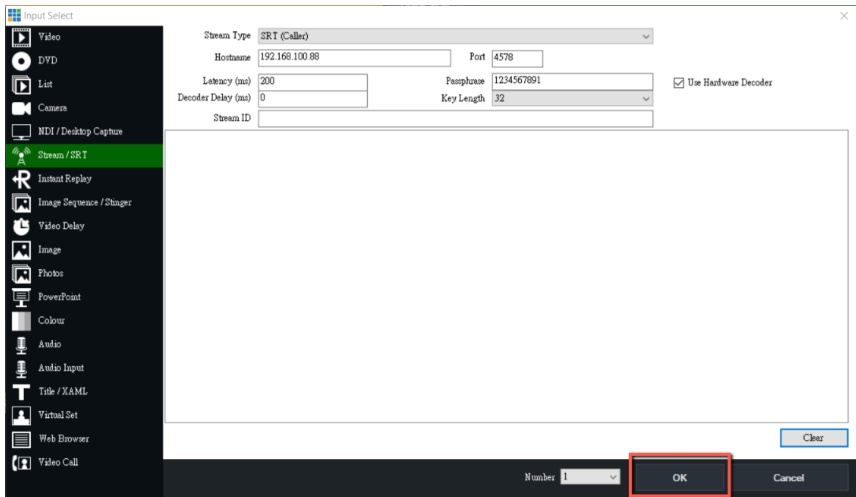 Input Select
Video
DVD
List
Camera
NDI / Desktop Capture
Stream / SRT
Instant Replay
Image Sequence / Stinger
Video Delay
Image
Photos
PowerPoint
Colour
Audio
Audio Input
Title / XAML
Virtual Set
Web Browser
Video Call
Stream Type SRT (Caller)
Hostname 192.168.100.88 Port 4578
Latency (ms) 200 Passphrase 1234567891 Use Hardware Decoder
Decoder Delay (ms) 0 Key Length 32
Stream ID
Clear
Number 1 OK Cancel